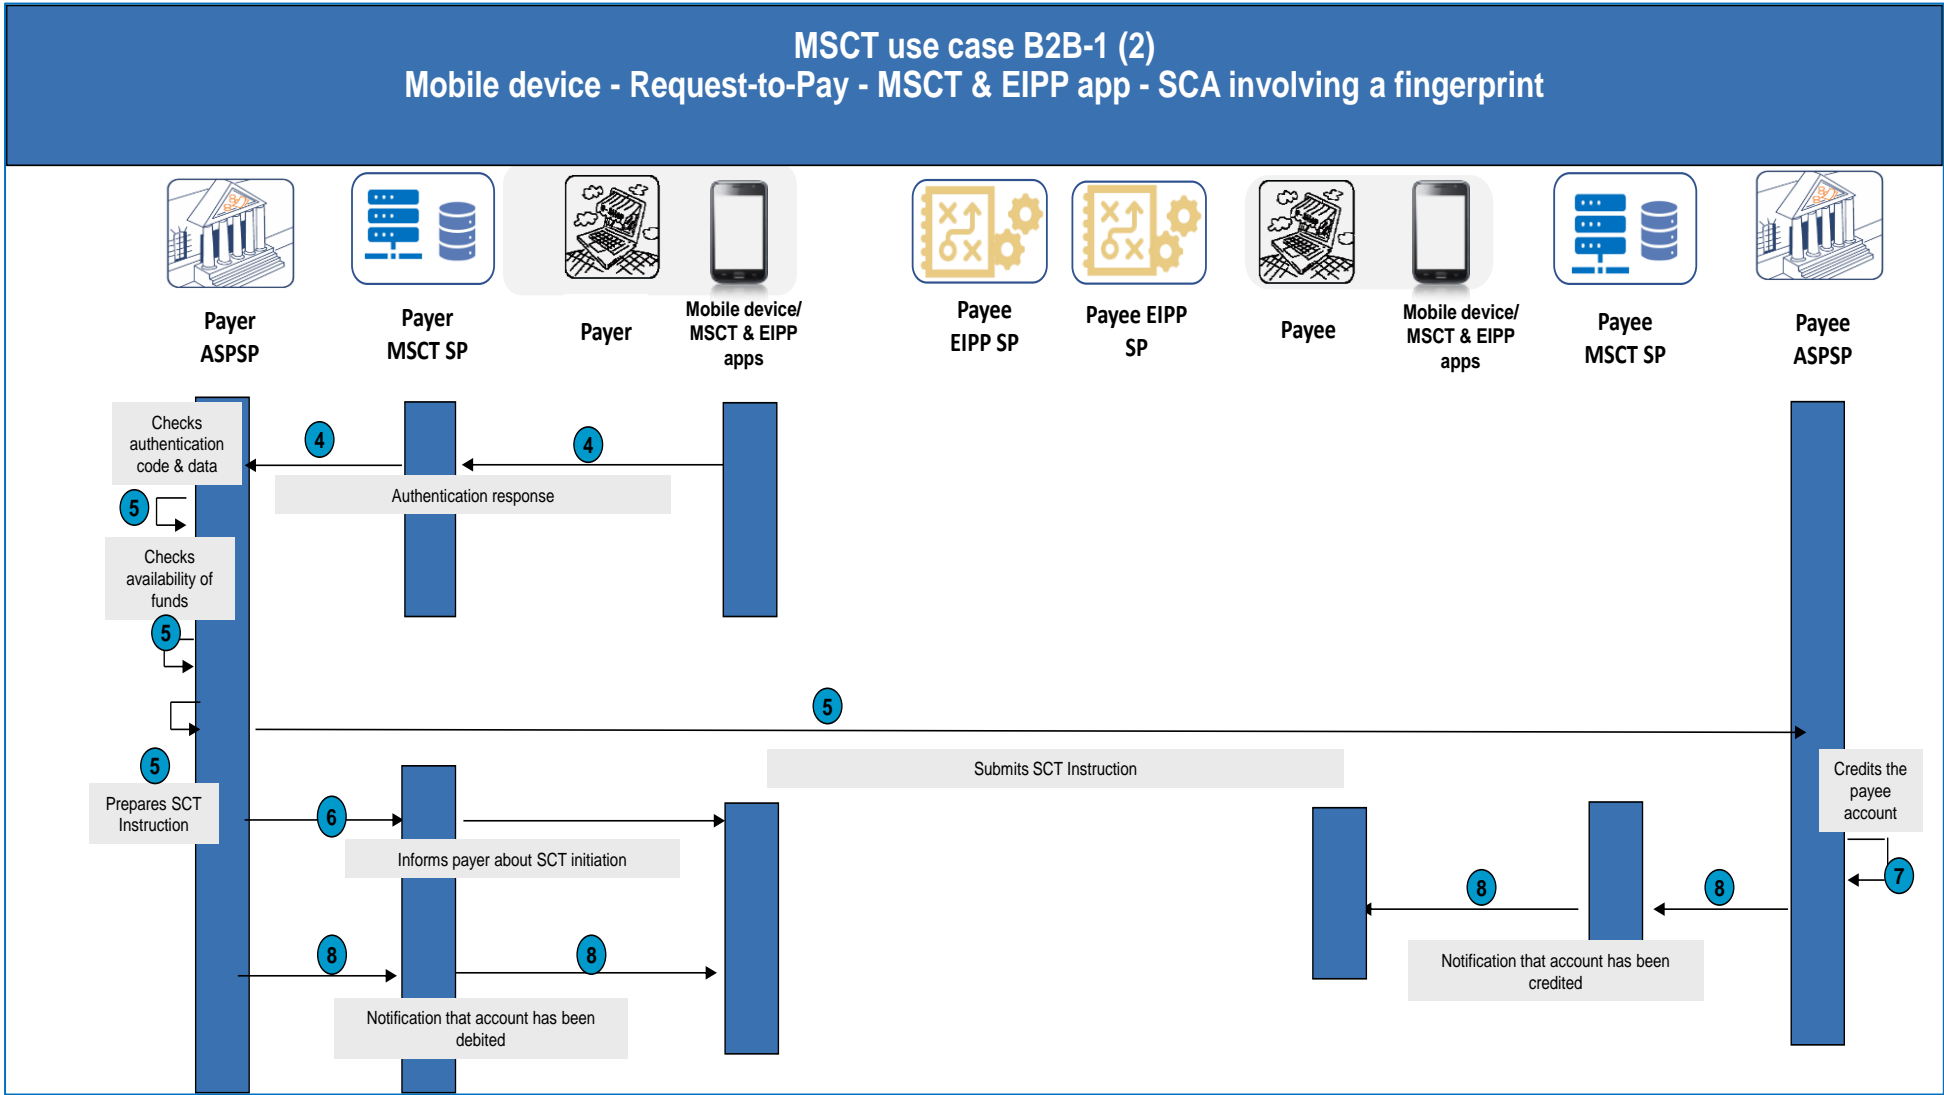 MSCT use case B2B-1 (2)
Mobile device - Request-to-Pay - MSCT & EIPP app - SCA involving a fingerprint
Payer
ASPSP
Payer
MSCT SP
Payer
Mobile device/
MSCT & EIPP
apps
Payee
EIPP SP
Payee EIPP
SP
Payee
Mobile device/
MSCT & EIPP
apps
Payee
MSCT SP
Payee
ASPSP
Checks
authentication
code & data
4
4
Authentication response
5
Checks
availability of
funds
5
5
Submits SCT Instruction
5
Prepares SCT
Instruction
6
Informs payer about SCT initiation
Credits the
payee
account
7
8
8
Notification that account has been
credited
8
8
Notification that account has been
debited